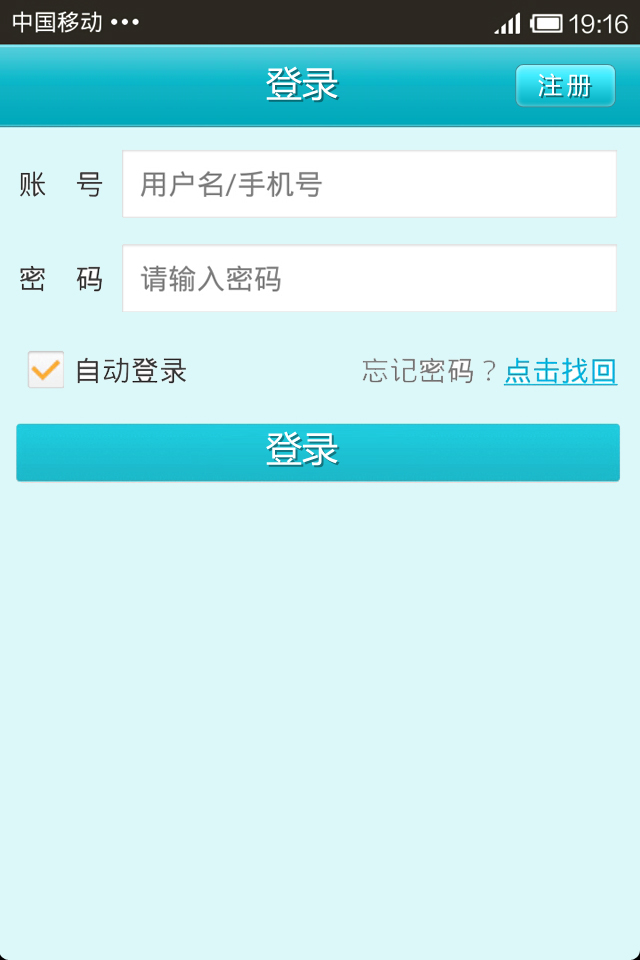 中国移动 ••• 19:16
登录 注册
账 号 用户名/手机号
密 码 请输入密码
自动登录 忘记密码？点击找回
登录